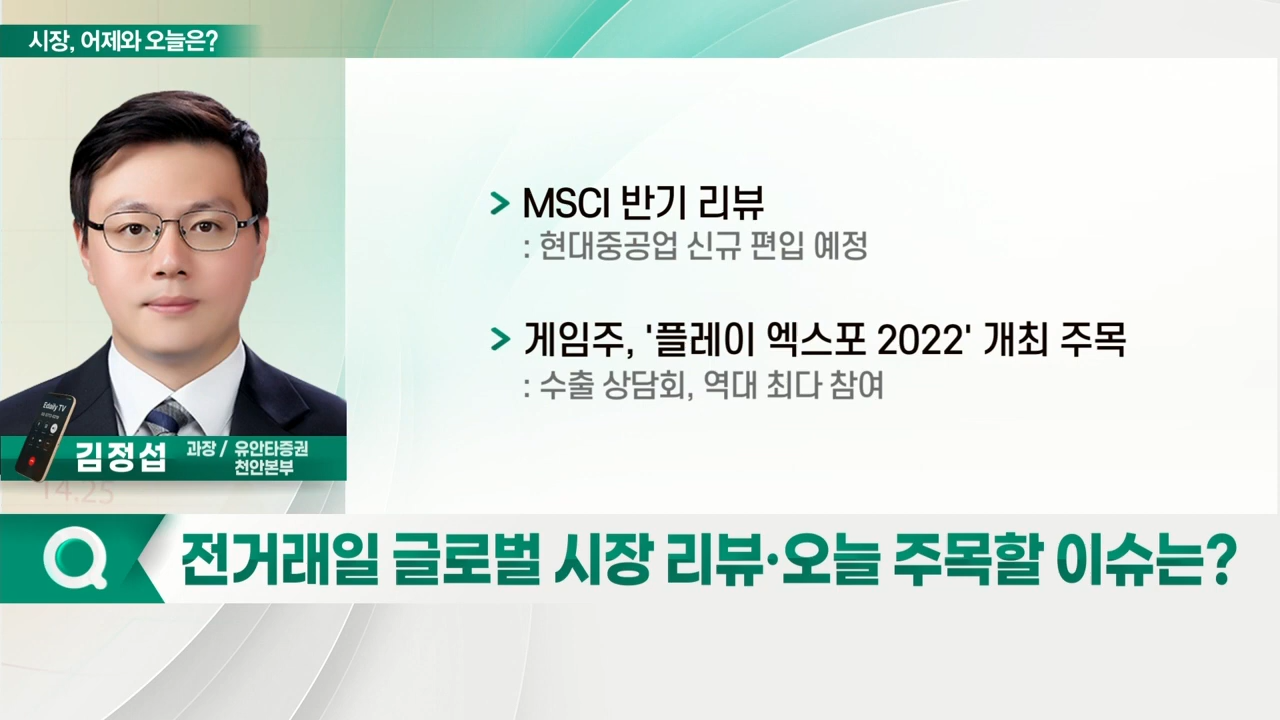 시장, 어제와 오늘은?
> MSCI 반기 리뷰
: 현대중공업 신규 편입 예정
> 게임주, '플레이 엑스포 2022' 개최 주목
: 수출 상담회, 역대 최다 참여
Edaily TV
김정섭 과장 / 유안타증권
천안본부
14.25
Q 전거래일 글로벌 시장 리뷰·오늘 주목할 이슈는?